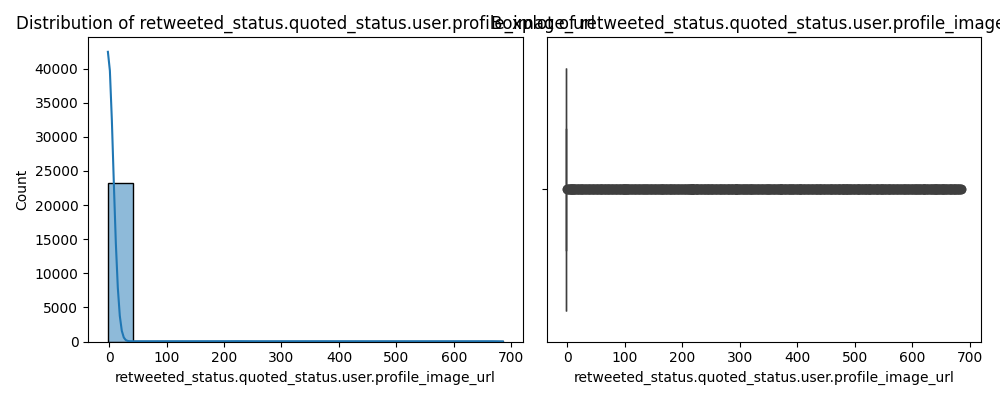 Distribution of retweeted_status.quoted_status.user.profile_image_url
Boxplot of retweeted_status.quoted_status.user.profile_image
Count
40000
35000
30000
25000
20000
15000
10000
5000
0
0 100 200 300 400 500 600 700
retweeted_status.quoted_status.user.profile_image_url
0 100 200 300 400 500 600 700
retweeted_status.quoted_status.user.profile_image_url